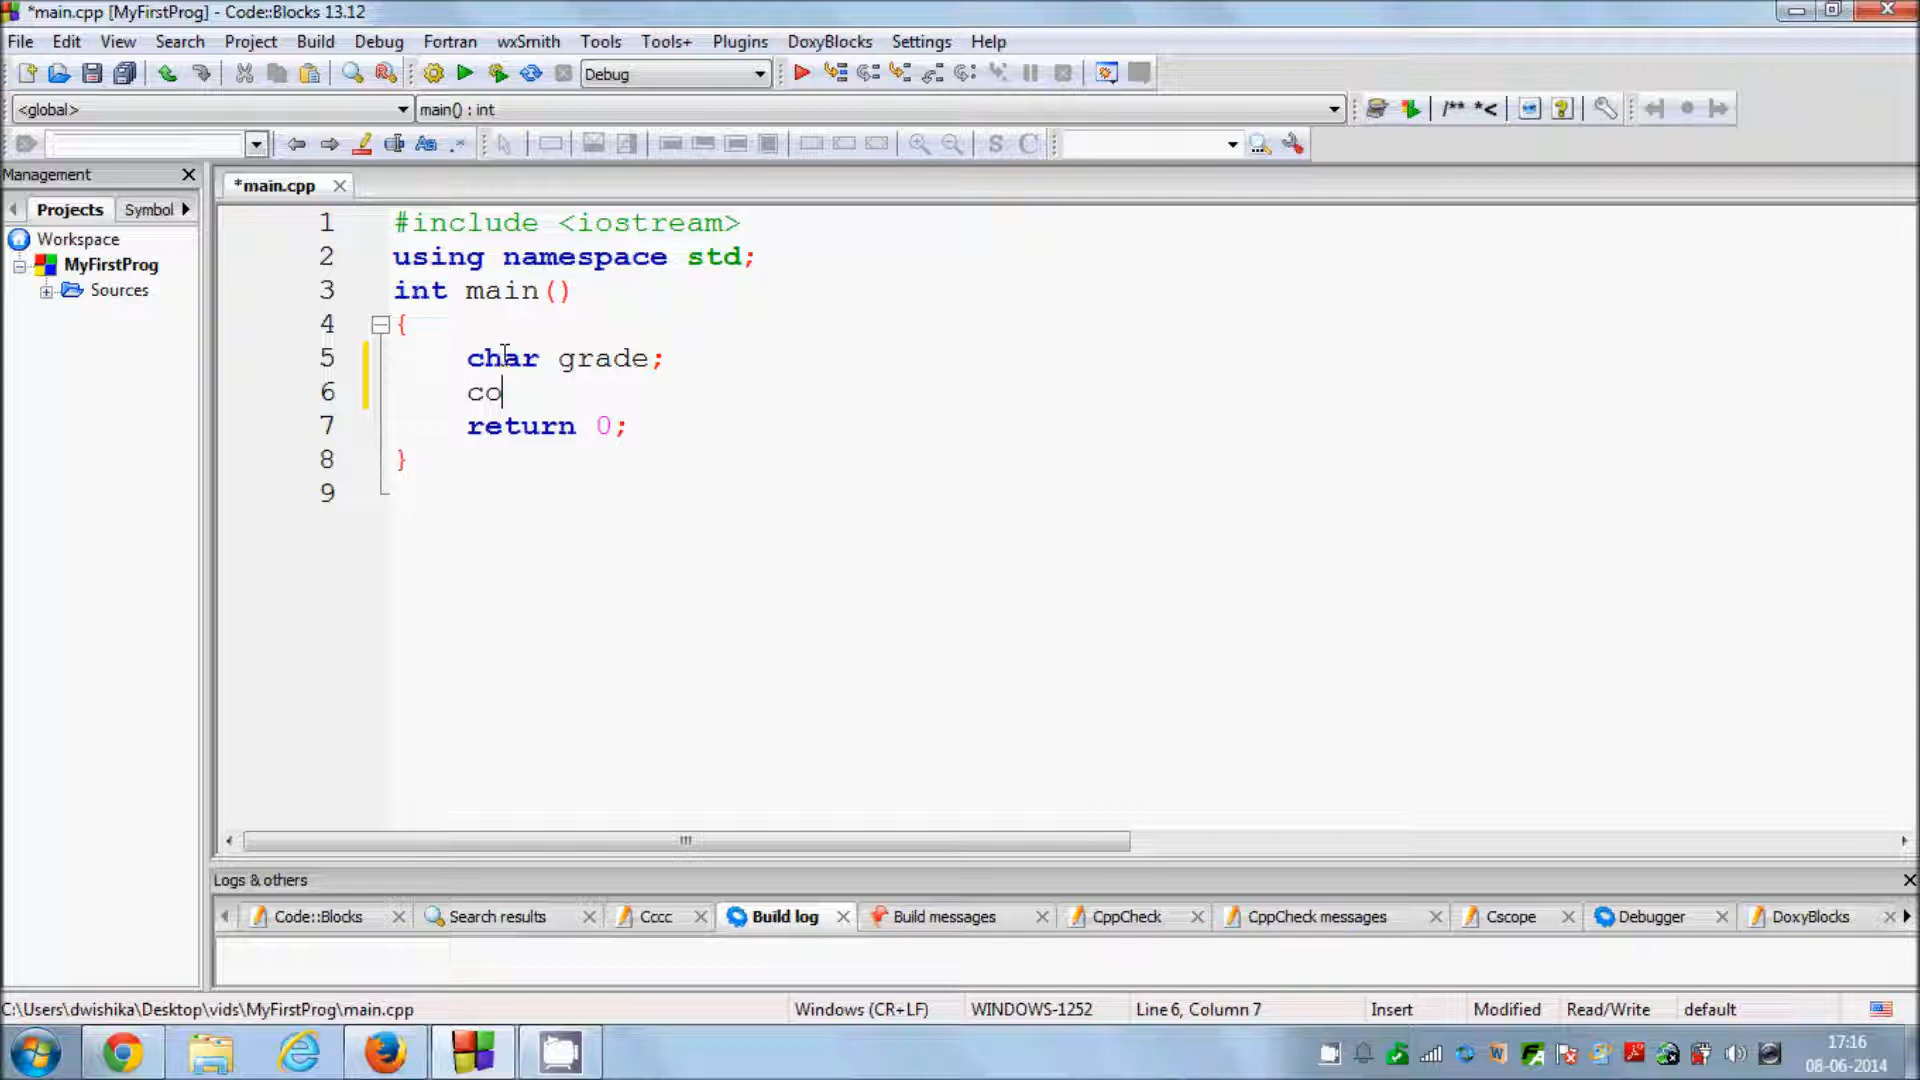 *main.cpp [MyFirstProg] - Code::Blocks 13.12
File Edit View Search Project Build Debug Fortran wxSmith Tools Tools+ Plugins DoxyBlocks Settings Help
Debug
<global> main() : int /** *<
Aa .* S C
Management
*main.cpp
Projects Symbol
Workspace
MyFirstProg
Sources
1 #include <iostream>
2 using namespace std;
3 int main()
4 {
5 char grade;
6 co
7 return 0;
8 }
9
Logs & others
Code::Blocks Search results Cccc Build log Build messages CppCheck CppCheck messages Cscope Debugger DoxyBlocks
C:\Users\dwishika\Desktop\vids\MyFirstProg\main.cpp Windows (CR+LF) WINDOWS-1252 Line 6, Column 7 Insert Modified Read/Write default
17:16
08-06-2014